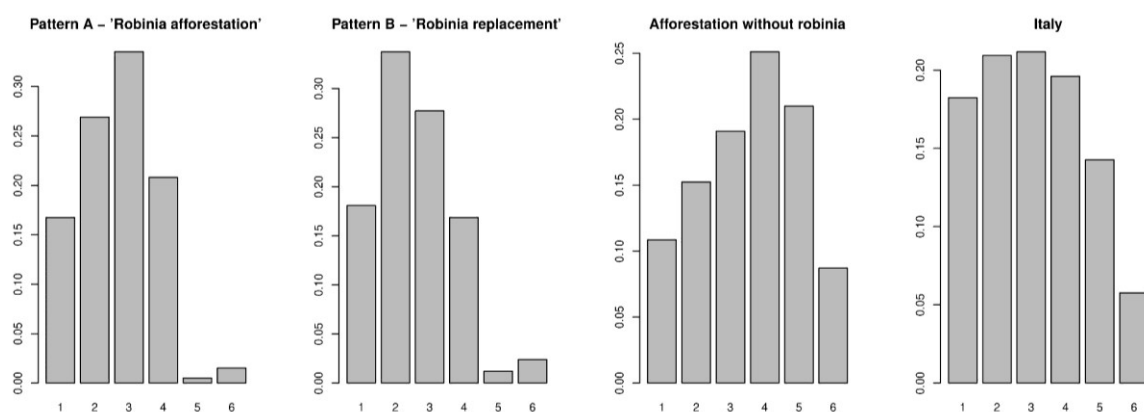 Pattern A − 'Robinia afforestation'
0.00 0.05 0.10 0.15 0.20 0.25 0.30
1 2 3 4 5 6
Pattern B − 'Robinia replacement'
0.00 0.05 0.10 0.15 0.20 0.25 0.30
1 2 3 4 5 6
Afforestation without robinia
0.00 0.05 0.10 0.15 0.20 0.25
1 2 3 4 5 6
Italy
0.00 0.05 0.10 0.15 0.20
1 2 3 4 5 6